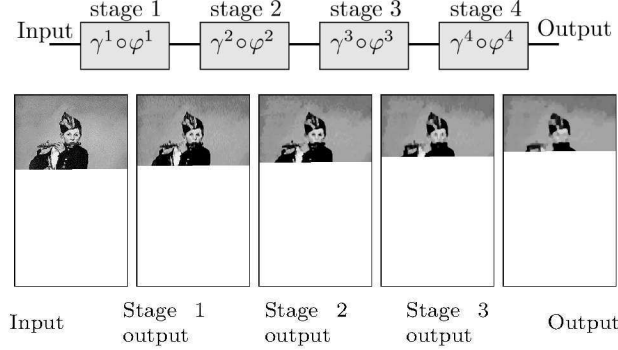 stage 1 stage 2 stage 3 stage 4
Input γ¹∘φ¹ γ²∘φ² γ³∘φ³ γ⁴∘φ⁴ Output
Input Stage 1 output Stage 2 output Stage 3 output Output